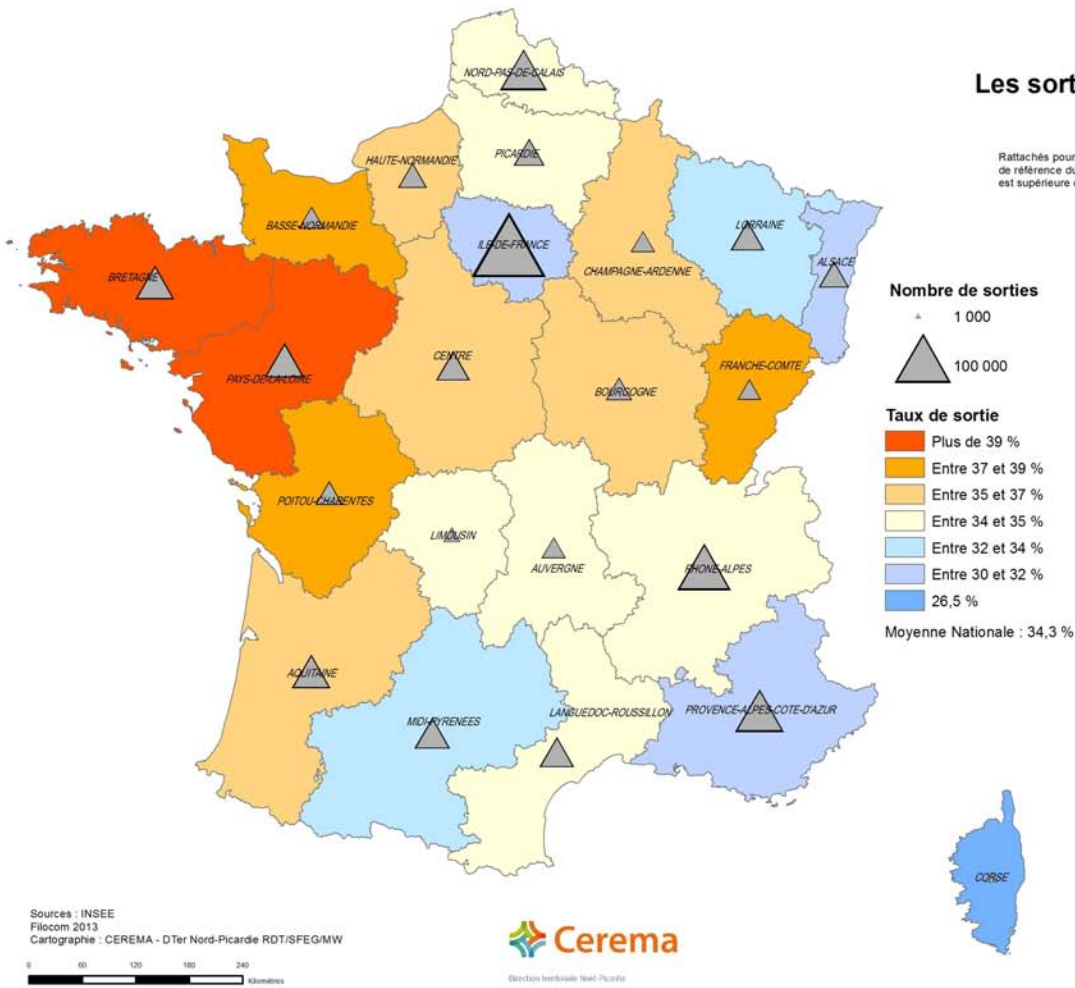 Les sort
Rattachés pour
de référence du
est supérieure
NORD-PAS-DE-CALAIS
PICARDIE
HAUTE-NORMANDIE
BASSE-NORMANDIE
ILE-DE-FRANCE
LORRAINE
ALSACE
CHAMPAGNE-ARDENNE
BRETAGNE
PAYS-DE-LA-LOIRE
CENTRE
BOURGOGNE
FRANCHE-COMTE
POITOU-CHARENTES
LIMOUSIN
AUVERGNE
RHONE-ALPES
AQUITAINE
MIDI-PYRENEES
LANGUEDOC-ROUSSILLON
PROVENCE-ALPES-COTE-D'AZUR
CORSE
Nombre de sorties
1 000
100 000
Taux de sortie
Plus de 39 %
Entre 37 et 39 %
Entre 35 et 37 %
Entre 34 et 35 %
Entre 32 et 34 %
Entre 30 et 32 %
26,5 %
Moyenne Nationale : 34,3 %
Sources : INSEE
Filocom 2013
Cartographie : CEREMA - DTer Nord-Picardie RDT/SFEG/MW
0 60 120 180 240
Kilomètres
Cerema
Direction territoriale Nord-Picardie